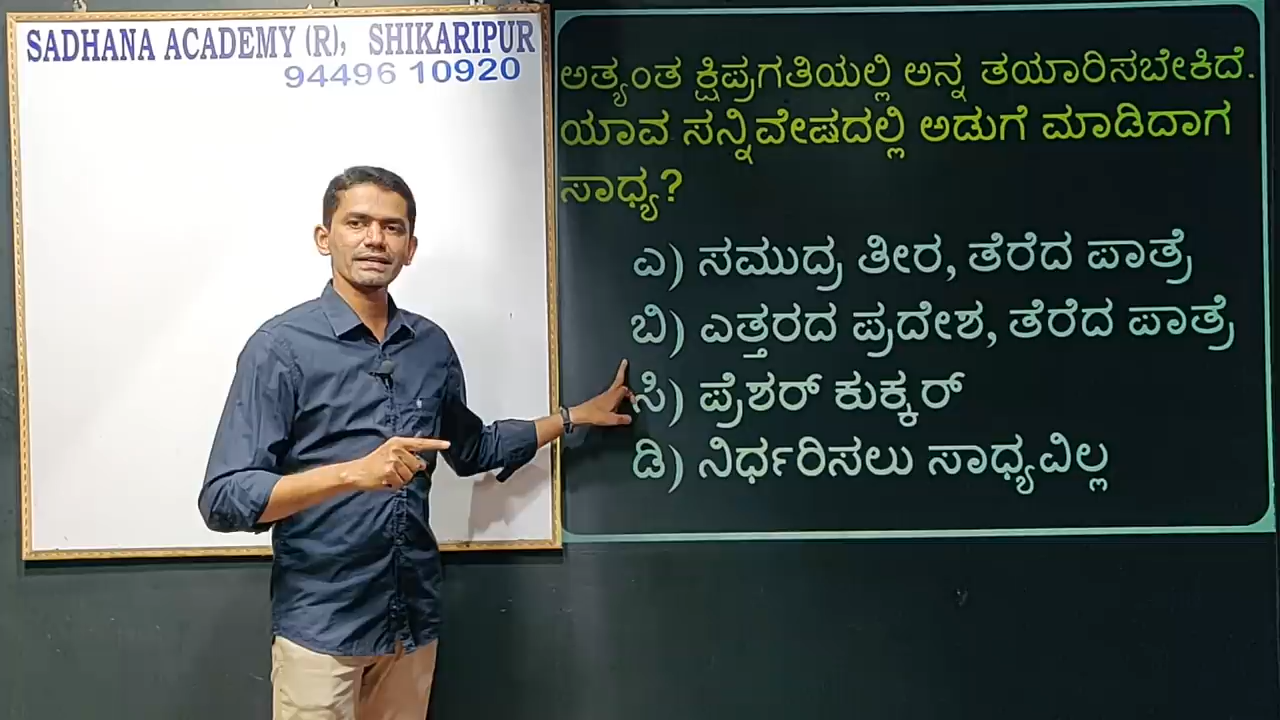 SADHANA ACADEMY (R), SHIKARIPUR
94496 10920
ಅತ್ಯಂತ ಕ್ಷಿಪ್ರಗತಿಯಲ್ಲಿ ಅನ್ನ ತಯಾರಿಸಬೇಕಿದೆ.
ಯಾವ ಸನ್ನಿವೇಷದಲ್ಲಿ ಅಡುಗೆ ಮಾಡಿದಾಗ
ಸಾಧ್ಯ?
ಎ) ಸಮುದ್ರ ತೀರ, ತೆರೆದ ಪಾತ್ರೆ
ಬಿ) ಎತ್ತರದ ಪ್ರದೇಶ, ತೆರೆದ ಪಾತ್ರೆ
ಸಿ) ಪ್ರೆಶರ್ ಕುಕ್ಕರ್
ಡಿ) ನಿರ್ಧರಿಸಲು ಸಾಧ್ಯವಿಲ್ಲ